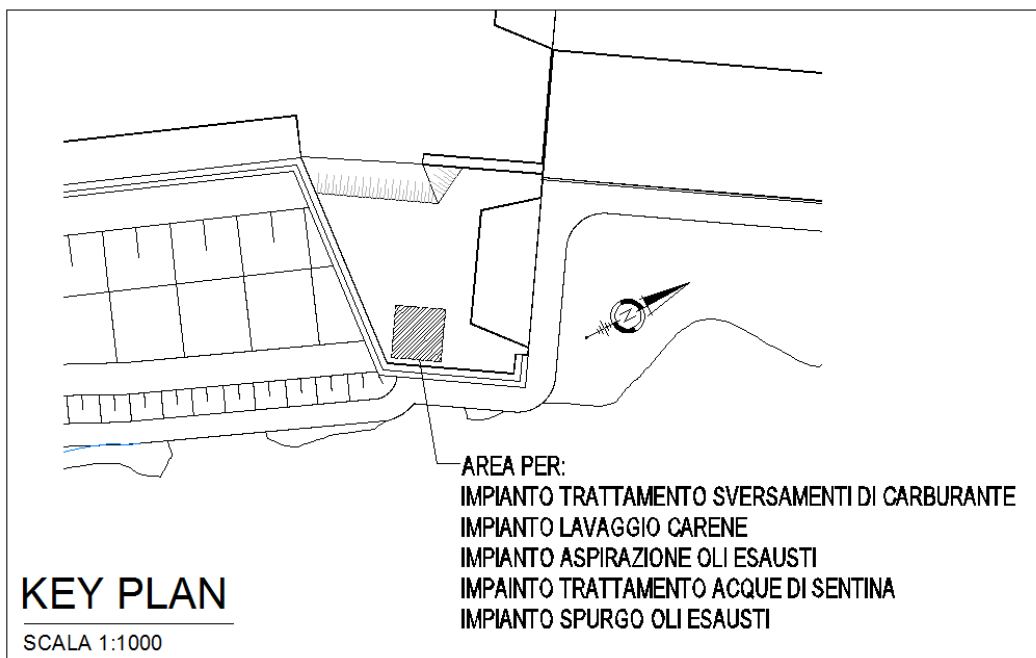 N
AREA PER:
IMPIANTO TRATTAMENTO SVERSAMENTI DI CARBURANTE
IMPIANTO LAVAGGIO CARENE
IMPIANTO ASPIRAZIONE OLI ESAUSTI
IMPAINTO TRATTAMENTO ACQUE DI SENTINA
IMPIANTO SPURGO OLI ESAUSTI
KEY PLAN
SCALA 1:1000